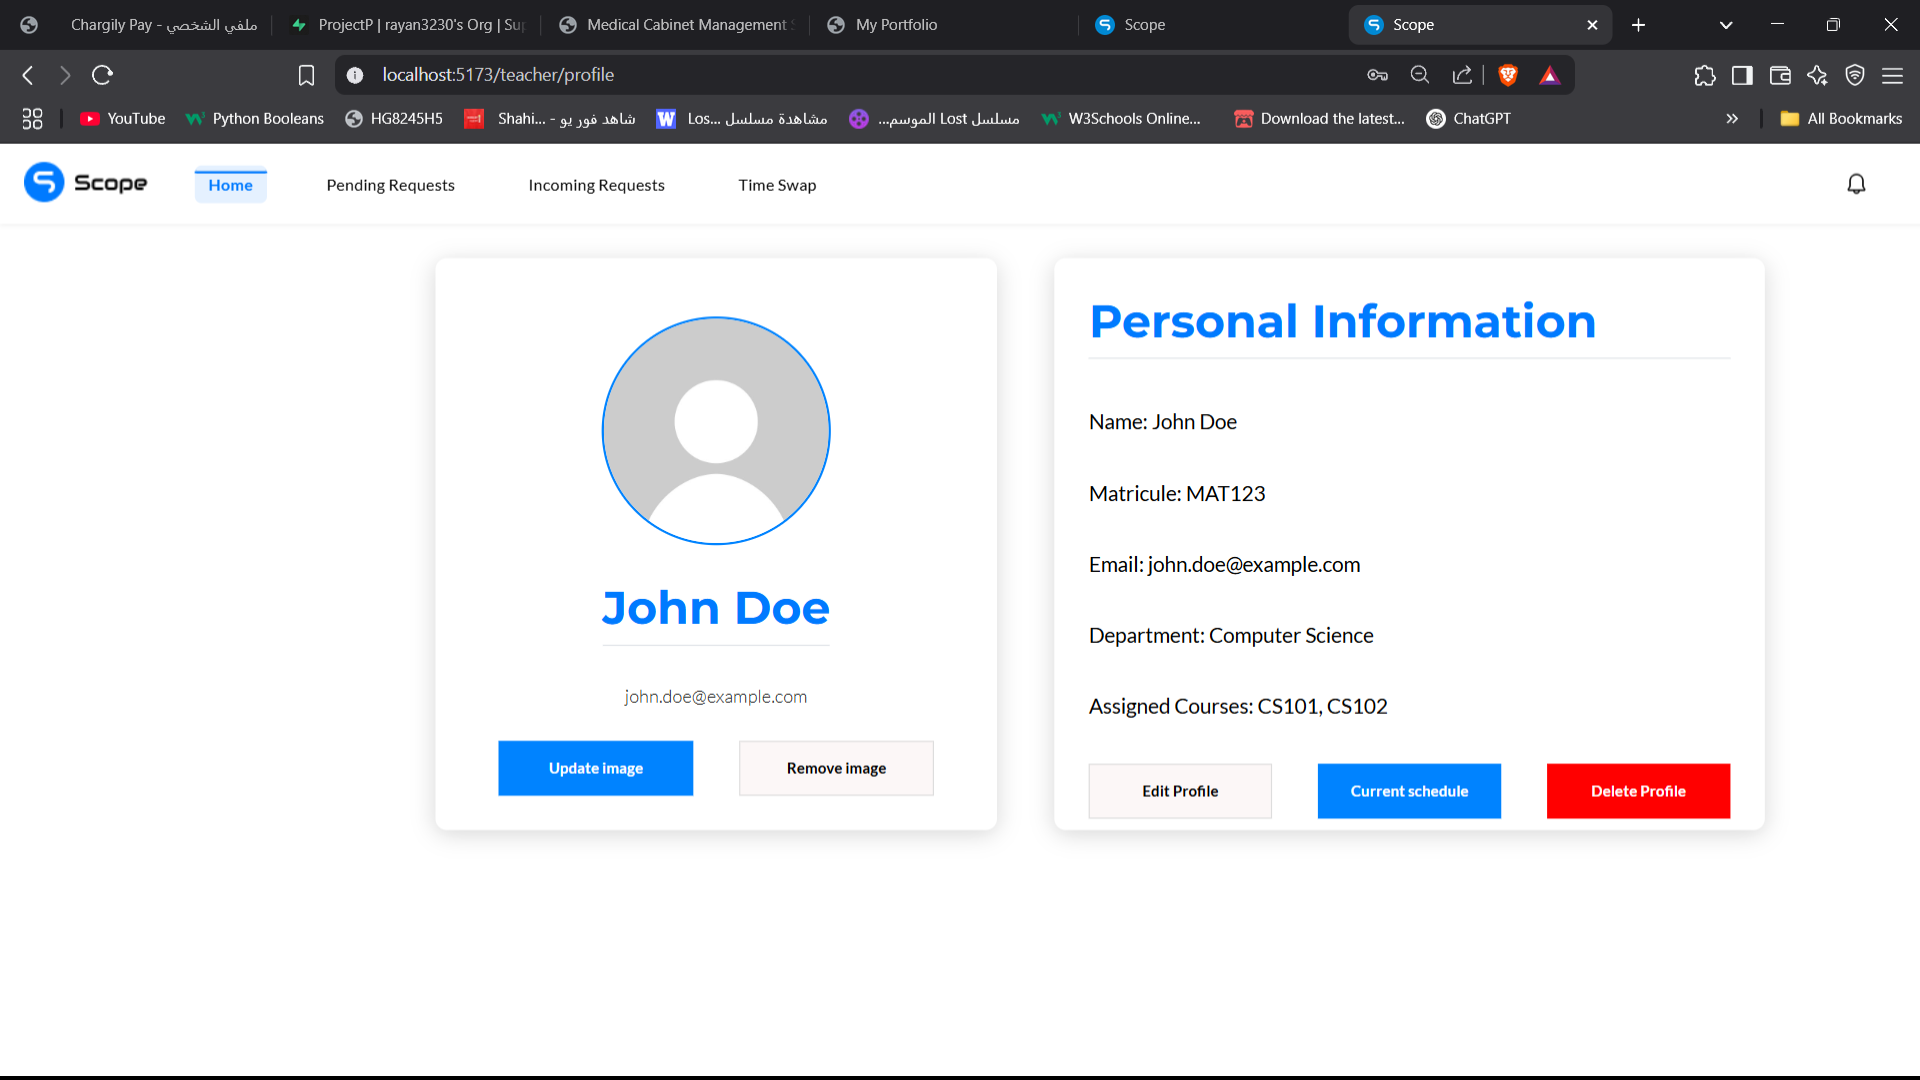 Chargily Pay - ملفي الشخصي
ProjectP | rayan3230's Org | Sup
Medical Cabinet Management S
My Portfolio
Scope
Scope
localhost:5173/teacher/profile
YouTube
Python Booleans
HG8245H5
Shahi... - شاهد فور يو
Los... مشاهدة مسلسل
مسلسل Lost الموسم...
W3Schools Online...
Download the latest...
ChatGPT
All Bookmarks
Scope
Home
Pending Requests
Incoming Requests
Time Swap
John Doe
john.doe@example.com
Update image
Remove image
Personal Information
Name: John Doe
Matricule: MAT123
Email: john.doe@example.com
Department: Computer Science
Assigned Courses: CS101, CS102
Edit Profile
Current schedule
Delete Profile